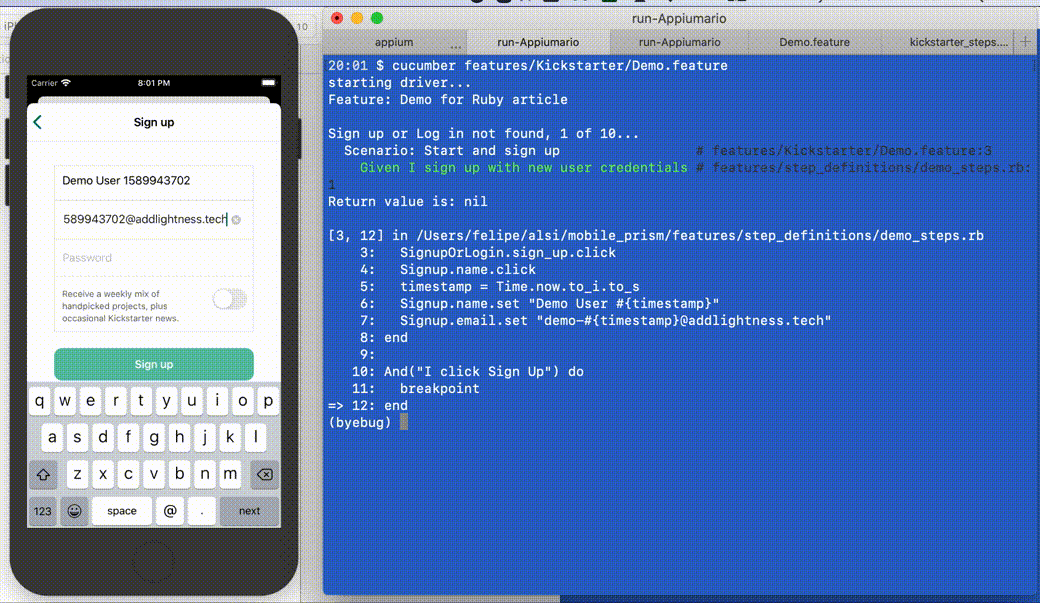 10
Carrier
8:01 PM
Sign up
Demo User 1589943702
589943702@addlightness.tech
Password
Receive a weekly mix of
handpicked projects, plus
occasional Kickstarter news.
Sign up
q w e r t y u i o p
a s d f g h j k l
z x c v b n m
123 space @ . next
run-Appiumario
appium ... run-Appiumario run-Appiumario Demo.feature kickstarter_steps....
20:01 $ cucumber features/Kickstarter/Demo.feature
starting driver...
Feature: Demo for Ruby article
Sign up or Log in not found, 1 of 10...
Scenario: Start and sign up # features/Kickstarter/Demo.feature:3
Given I sign up with new user credentials # features/step_definitions/demo_steps.rb:
1
Return value is: nil
[3, 12] in /Users/felipe/alsi/mobile_prism/features/step_definitions/demo_steps.rb
3: SignupOrLogin.sign_up.click
4: Signup.name.click
5: timestamp = Time.now.to_i.to_s
6: Signup.name.set "Demo User #{timestamp}"
7: Signup.email.set "demo-#{timestamp}@addlightness.tech"
8: end
9:
10: And("I click Sign Up") do
11: breakpoint
=> 12: end
(byebug)